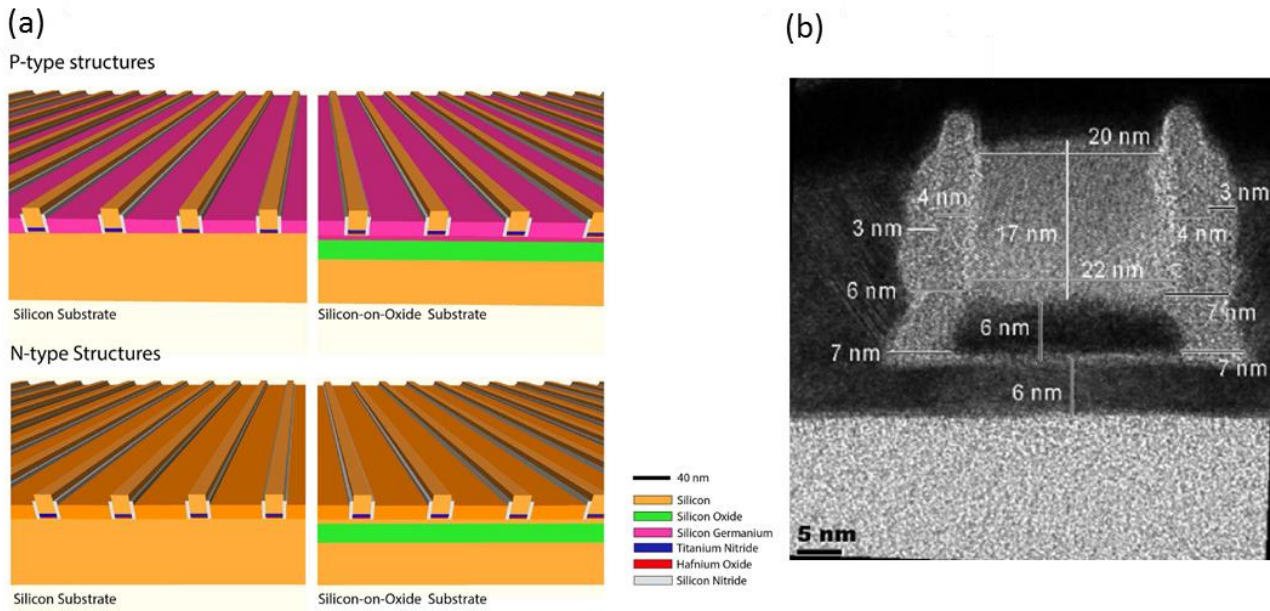 (a)
P-type structures
Silicon Substrate
Silicon-on-Oxide Substrate
N-type Structures
Silicon Substrate
Silicon-on-Oxide Substrate
40 nm
Silicon
Silicon Oxide
Silicon Germanium
Titanium Nitride
Hafnium Oxide
Silicon Nitride
(b)
20 nm
4 nm
3 nm
3 nm
17 nm
4 nm
22 nm
6 nm
7 nm
6 nm
7 nm
7 nm
6 nm
5 nm